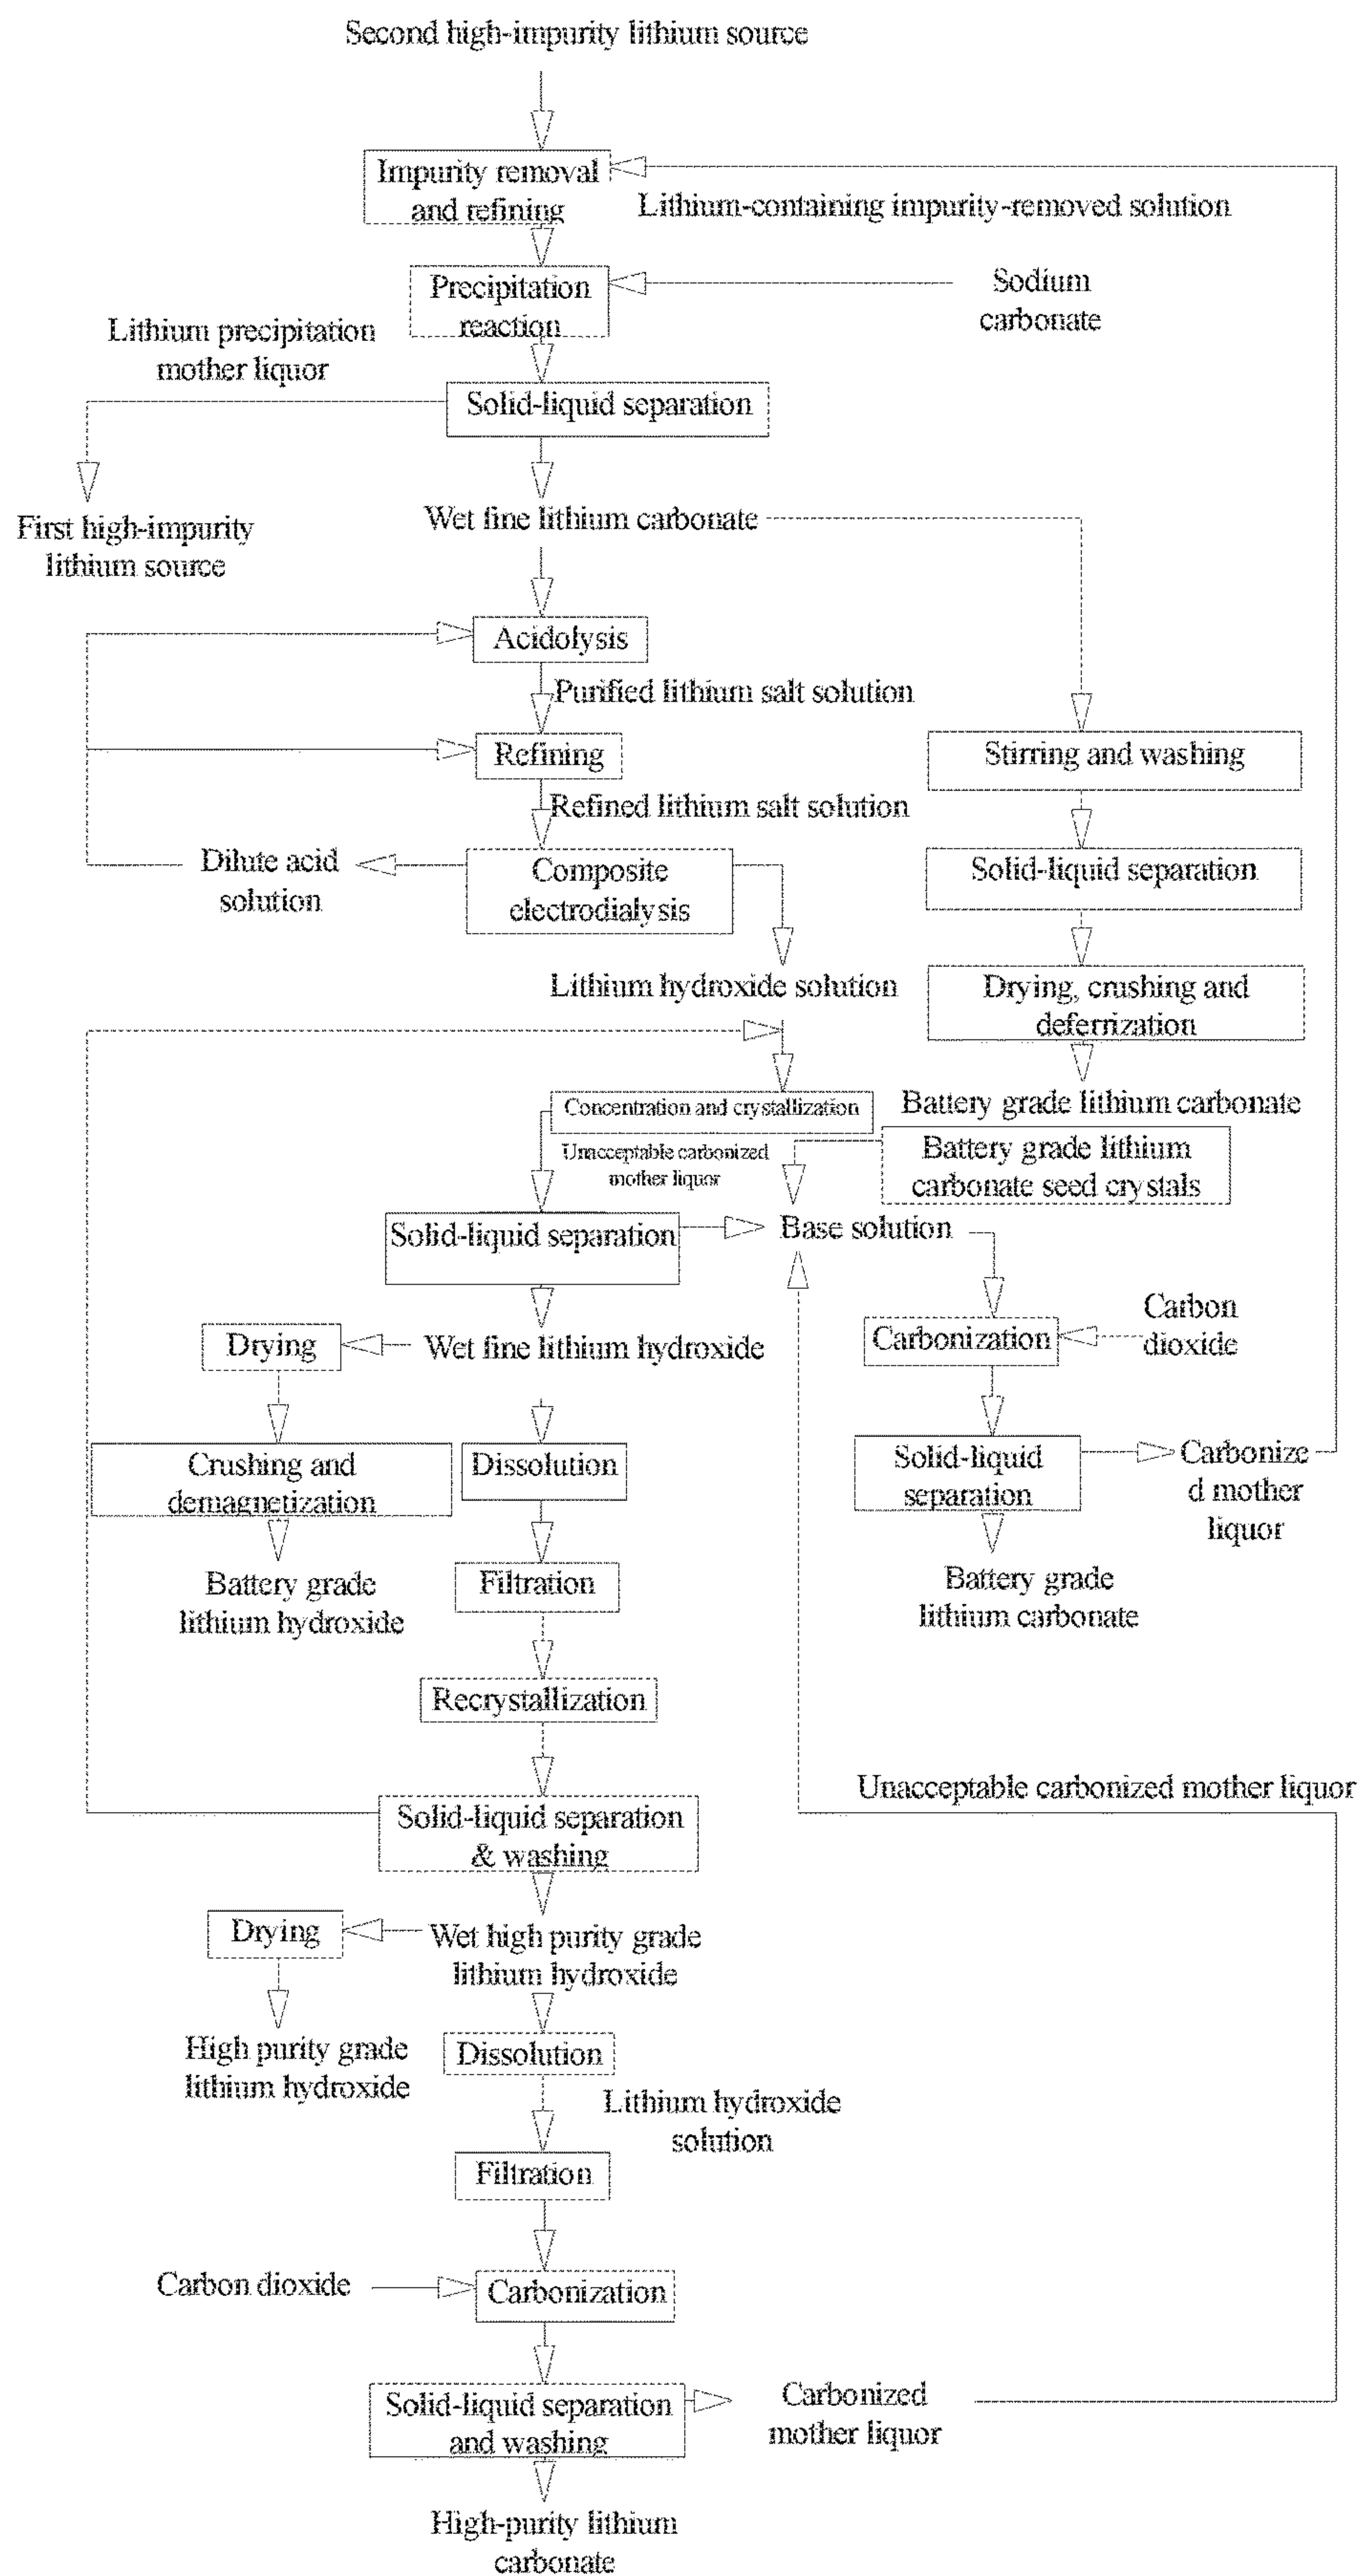 Second high-impurity lithium source
Impurity removal
and refining
Lithium-containing impurity-removed solution
Precipitation
reaction
Sodium
carbonate
Lithium precipitation
mother liquor
Solid-liquid separation
First high-impurity
lithium source
Wet fine lithium carbonate
Acidolysis
Purified lithium salt solution
Refining
Stirring and washing
Refined lithium salt solution
Dilute acid
solution
Composite
electrodialysis
Solid-liquid separation
Lithium hydroxide solution
Drying, crushing and
deferrization
Concentration and crystallization
Battery grade lithium carbonate
Unacceptable carbonized
mother liquor
Battery grade lithium
carbonate seed crystals
Solid-liquid separation
Base solution
Drying
Wet fine lithium hydroxide
Carbonization
Carbon
dioxide
Crushing and
demagnetization
Dissolution
Solid-liquid
separation
Carbonize
d mother
liquor
Battery grade
lithium hydroxide
Filtration
Battery grade
lithium carbonate
Recrystallization
Unacceptable carbonized mother liquor
Solid-liquid separation
& washing
Drying
Wet high purity grade
lithium hydroxide
High purity grade
lithium hydroxide
Dissolution
Lithium hydroxide
solution
Filtration
Carbon dioxide
Carbonization
Solid-liquid separation
and washing
Carbonized
mother liquor
High-purity lithium
carbonate